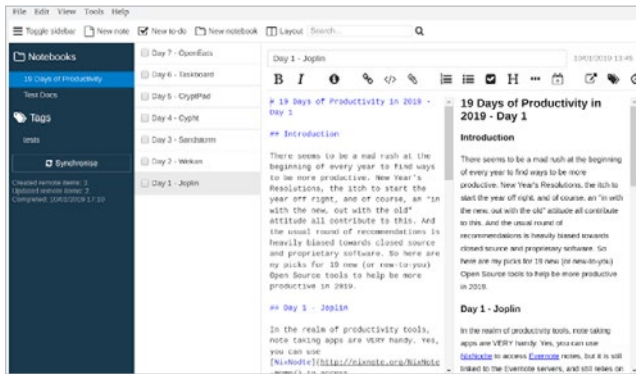 File Edit View Tools Help
Toggle sidebar New note New to-do New notebook Layout Search...
Notebooks
19 Days of Productivity
Test Docs
Tags
tests
Synchronise
Created remote items: 3.
Updated remote items: 2.
Completed: 10/01/2019 17:10
Day 7 - OpenEats
Day 6 - Taskboard
Day 5 - CryptPad
Day 4 - Cypht
Day 3 - Sandstorm
Day 2 - Wekan
Day 1 - Joplin
Day 1 - Joplin 10/01/2019 13:46
B I H
# 19 Days of Productivity in 2019 -
Day 1
## Introduction
There seems to be a mad rush at the
beginning of every year to find ways
to be more productive. New Year's
Resolutions, the itch to start the
year off right, and of course, an "in
with the new, out with the old"
attitude all contribute to this. And
the usual round of recommendations is
heavily biased towards closed source
and proprietary software. So here are
my picks for 19 new (or new-to-you)
Open Source tools to help be more
productive in 2019.
## Day 1 - Joplin
In the realm of productivity tools,
note taking apps are VERY handy. Yes,
you can use
[NixNote](http://nixnote.org/NixNote
19 Days of Productivity in
2019 - Day 1
Introduction
There seems to be a mad rush at the beginning
of every year to find ways to be more
productive. New Year's Resolutions, the itch to
start the year off right, and of course, an "in with
the new, out with the old" attitude all contribute
to this. And the usual round of
recommendations is heavily biased towards
closed source and proprietary software. So
here are my picks for 19 new (or new-to-you)
Open Source tools to help be more productive
in 2019.
Day 1 - Joplin
In the realm of productivity tools, note taking
apps are VERY handy. Yes, you can use
NixNote to access Evernote notes, but it is still
linked to the Evernote servers, and still relies on